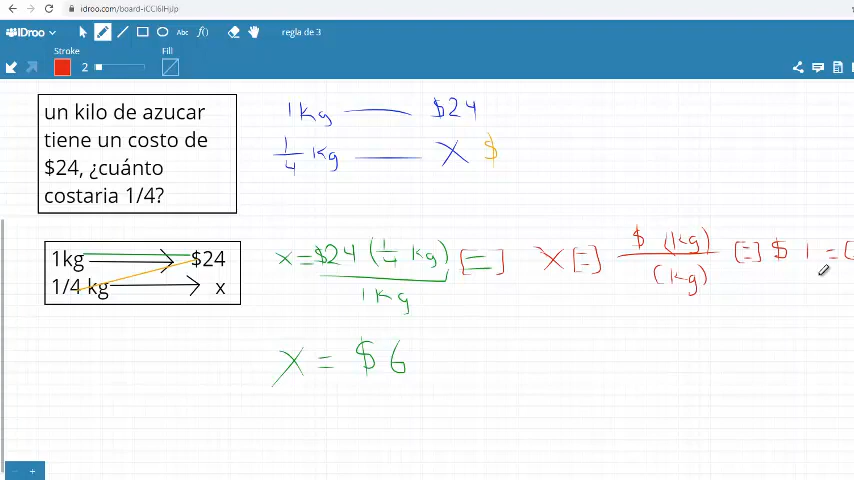 idroo.com/board-iCCl6IHjJp
IDroo
Abc
f()
regla de 3
Stroke
Fill
2
un kilo de azucar
tiene un costo de
$24, ¿cuánto
costaria 1/4?
1kg $24
1/4 kg x
1kg — $24
1/4 kg — X $
x = $24 (1/4 kg) / 1kg [=] X [=] $ (kg) / (kg) [=] $ 1 = [
X = $ 6